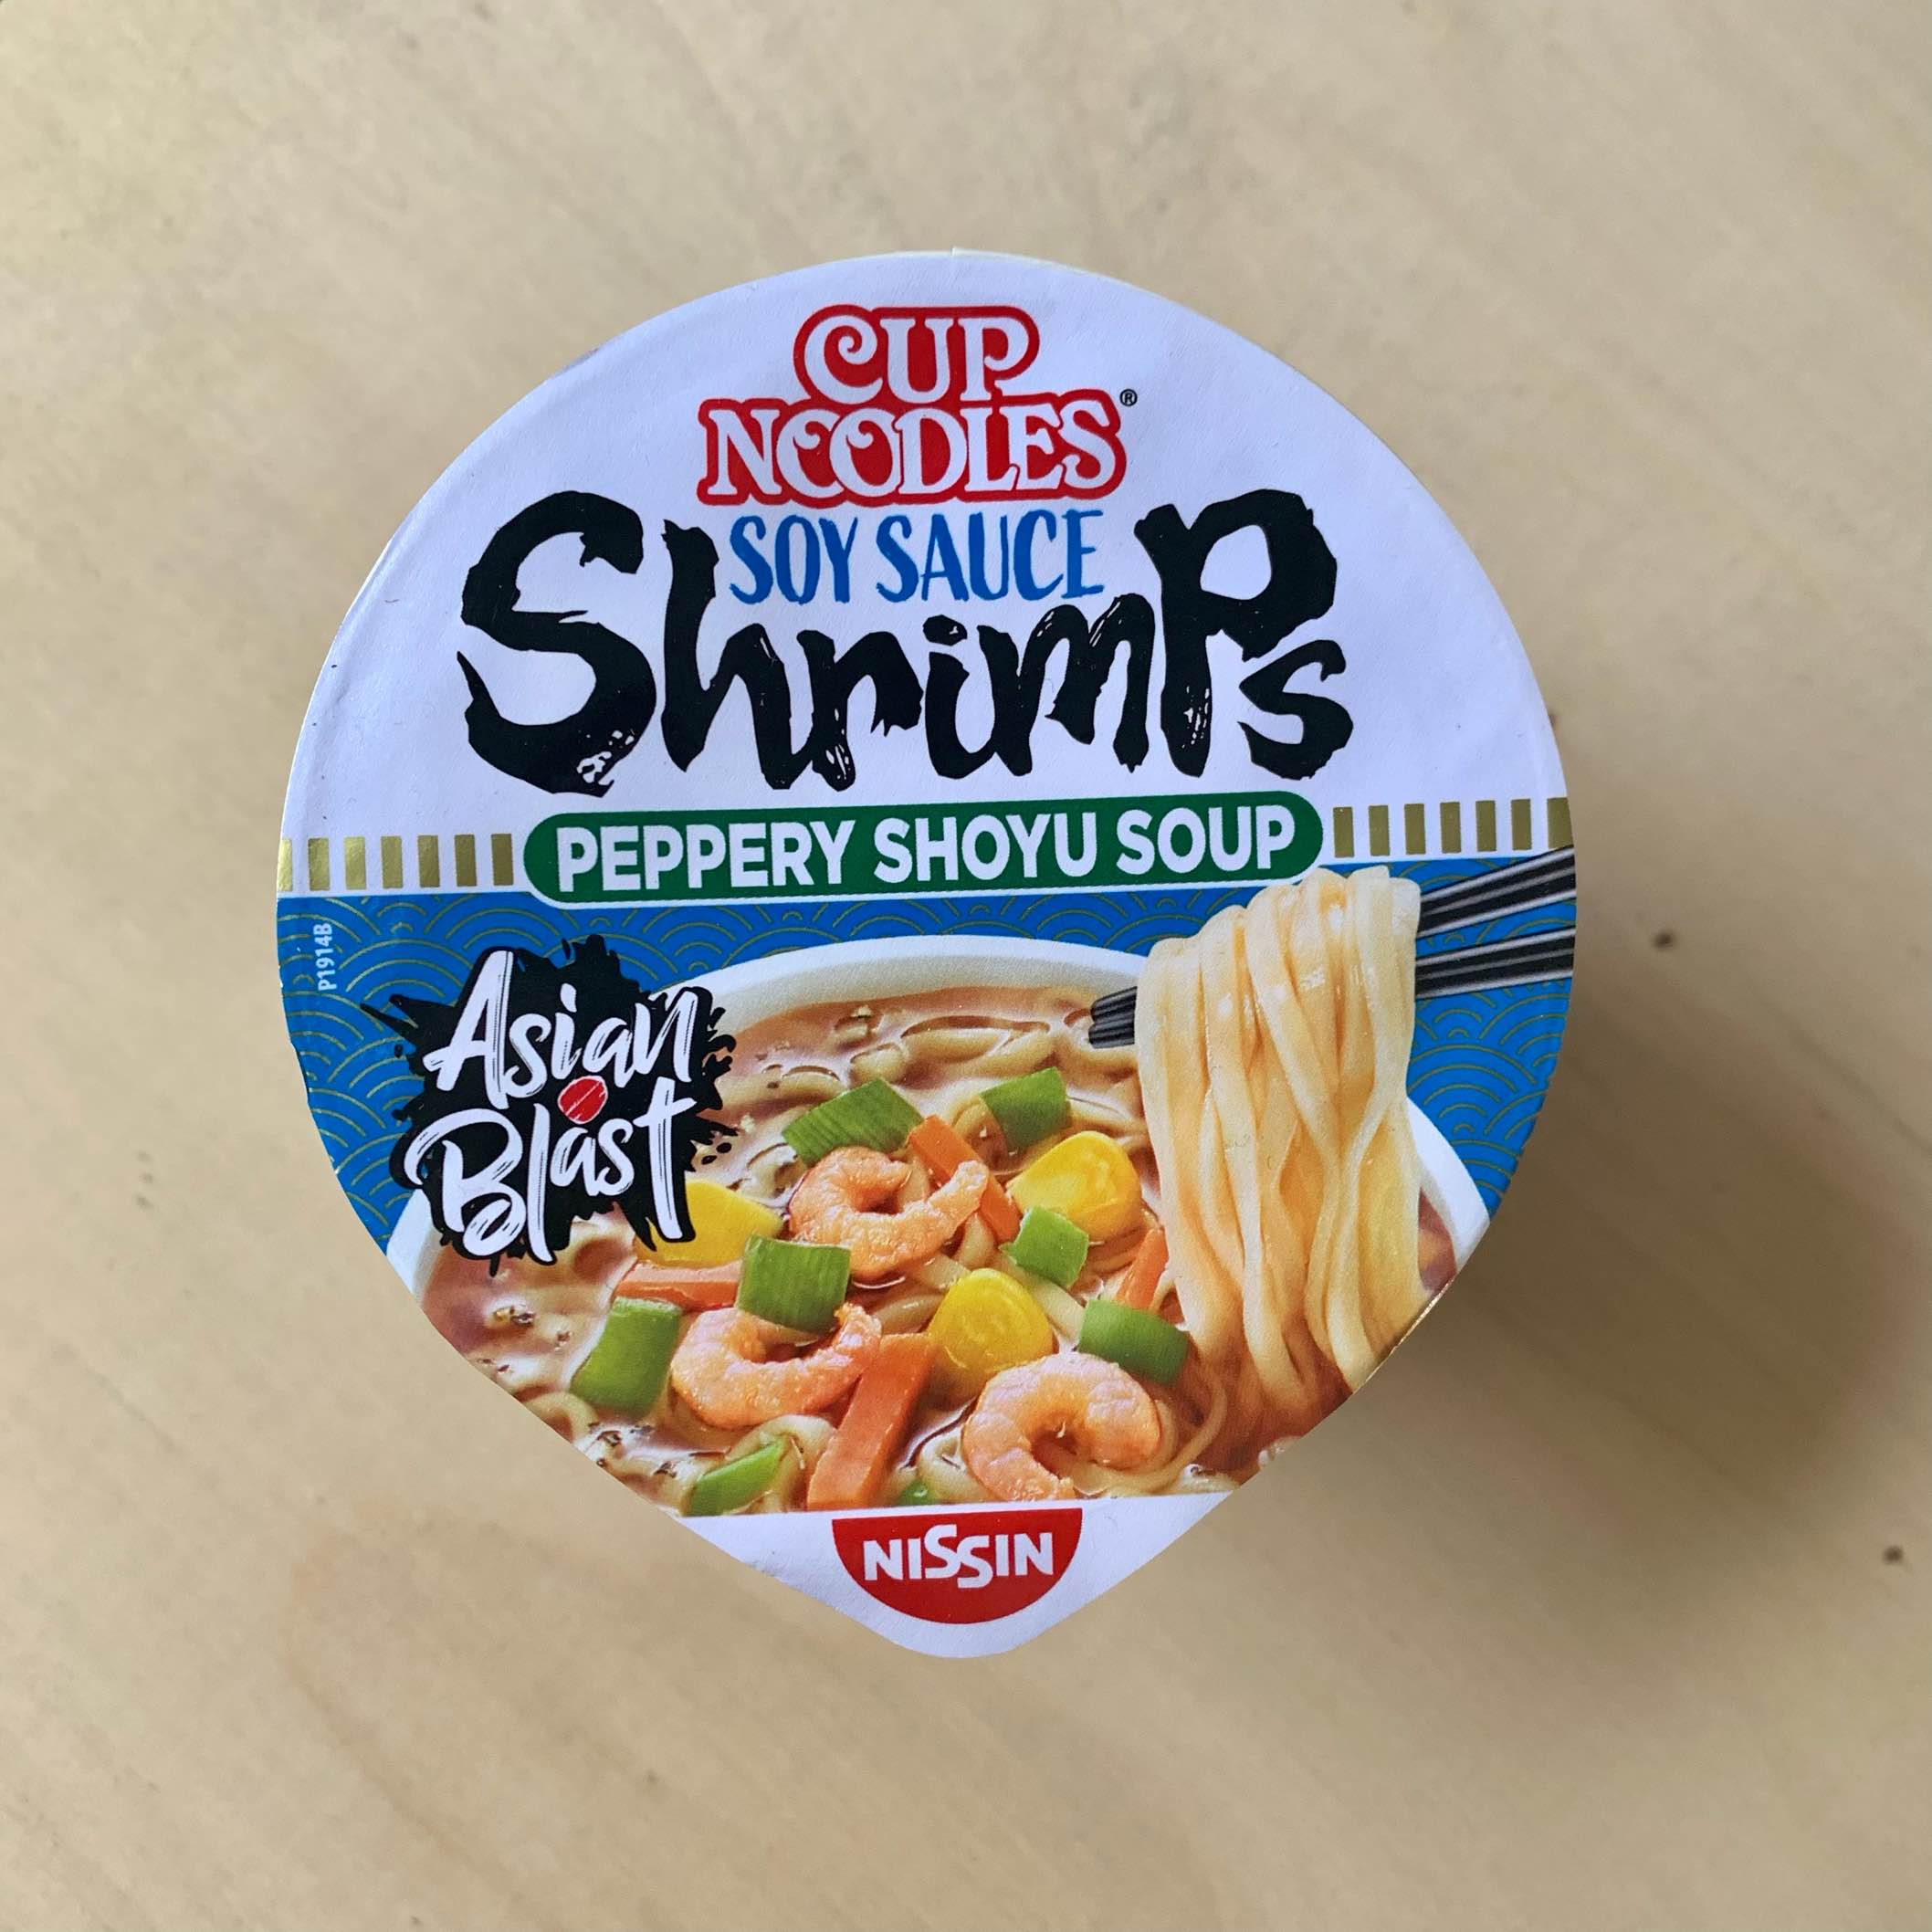 CUP
NOODLES®
SOY SAUCE
Shrimps
PEPPERY SHOYU SOUP
P1914B
Asian
Blast
NISSIN